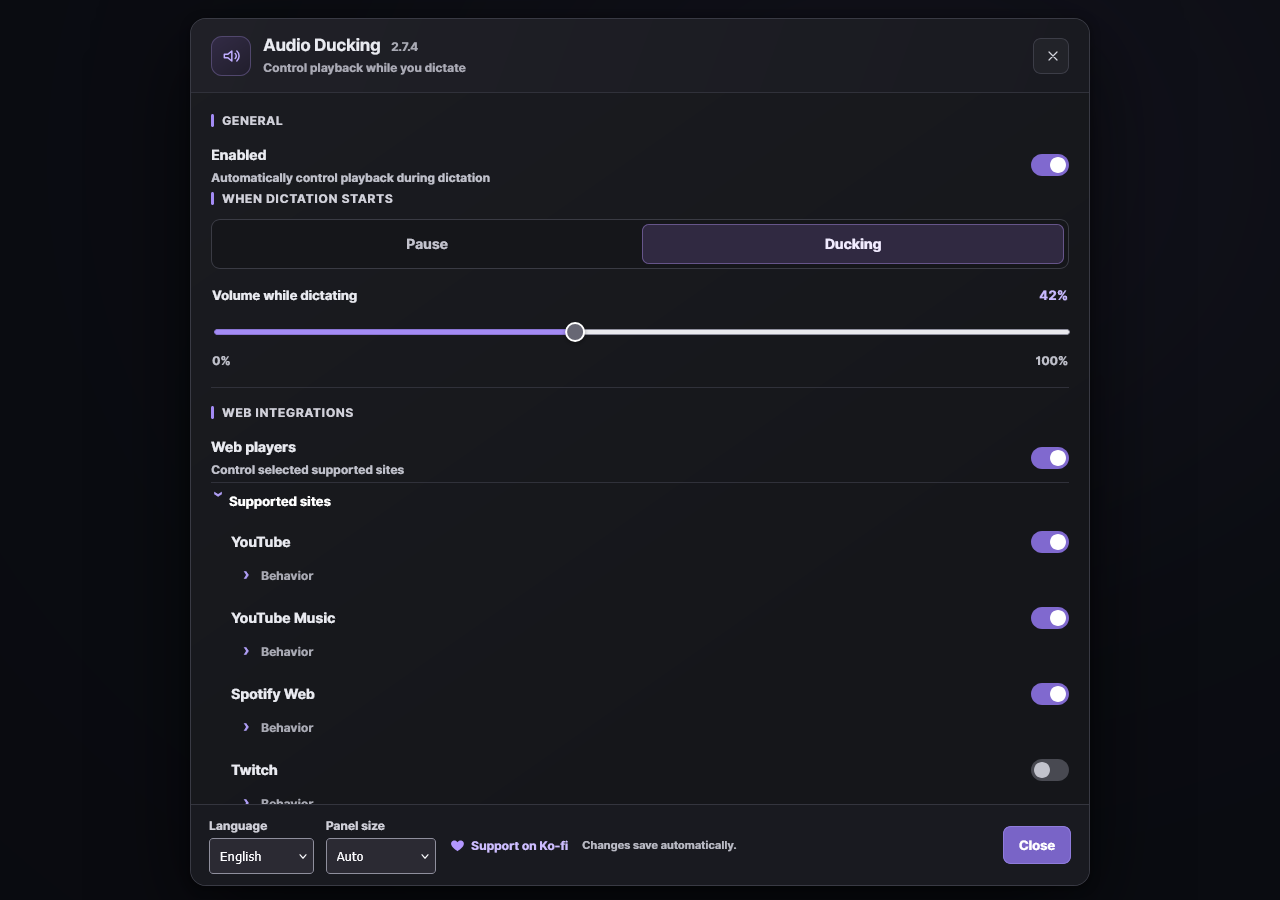 Audio Ducking 2.7.4
Control playback while you dictate
GENERAL
Enabled
Automatically control playback during dictation
WHEN DICTATION STARTS
Pause Ducking
Volume while dictating 42%
0% 100%
WEB INTEGRATIONS
Web players
Control selected supported sites
Supported sites
YouTube
Behavior
YouTube Music
Behavior
Spotify Web
Behavior
Twitch
Behavior
Language Panel size
English Auto Support on Ko-fi Changes save automatically. Close